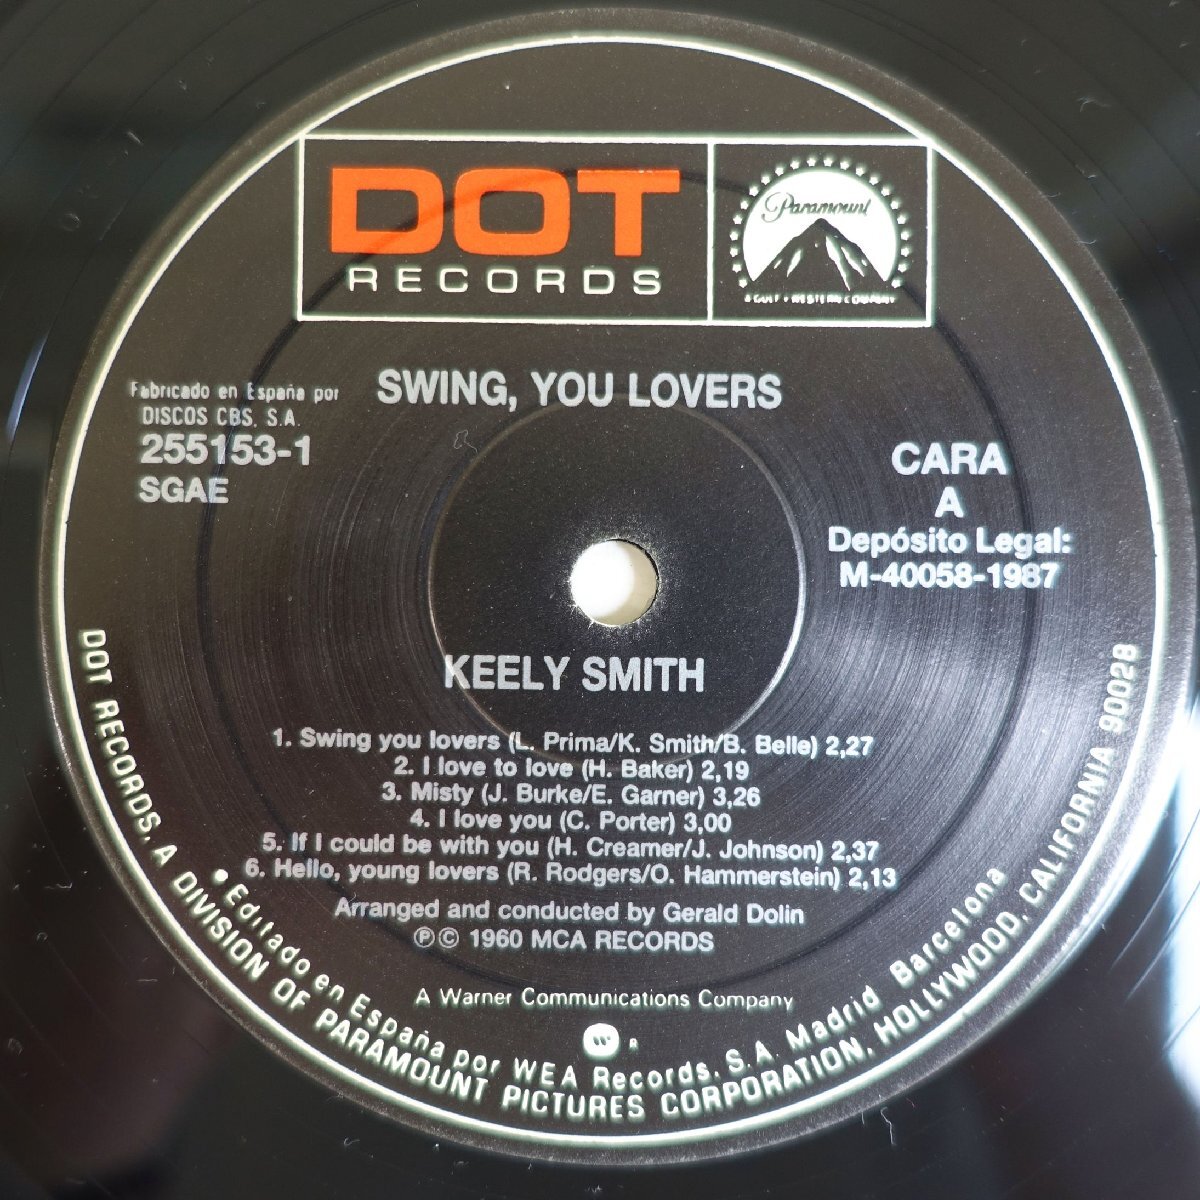 DOT
RECORDS
Paramount
A GULF + WESTERN COMPANY
SWING, YOU LOVERS
Fabricado en España por
DISCOS CBS, S.A.
255153-1
SGAE
CARA
A
Depósito Legal:
M-40058-1987
KEELY SMITH
1. Swing you lovers (L. Prima/K. Smith/B. Belle) 2,27
2. I love to love (H. Baker) 2,19
3. Misty (J. Burke/E. Garner) 3,26
4. I love you (C. Porter) 3,00
5. If I could be with you (H. Creamer/J. Johnson) 2,37
6. Hello, young lovers (R. Rodgers/O. Hammerstein) 2,13
Arranged and conducted by Gerald Dolin
Ⓟ© 1960 MCA RECORDS
A Warner Communications Company
R
• Editado en España por WEA Records, S.A. Madrid Barcelona
DOT RECORDS, A DIVISION OF PARAMOUNT PICTURES CORPORATION, HOLLYWOOD, CALIFORNIA 90028